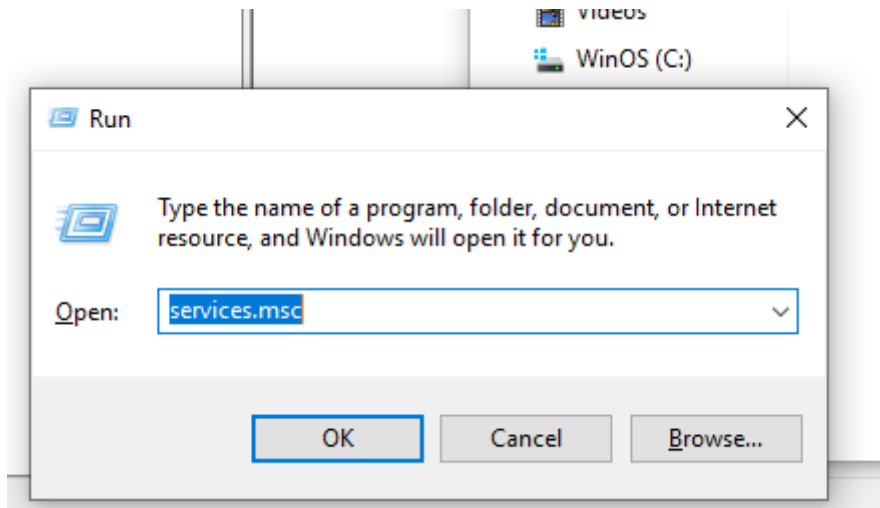 Videos
WinOS (C:)
Run
Type the name of a program, folder, document, or Internet
resource, and Windows will open it for you.
Open:
services.msc
OK
Cancel
Browse...